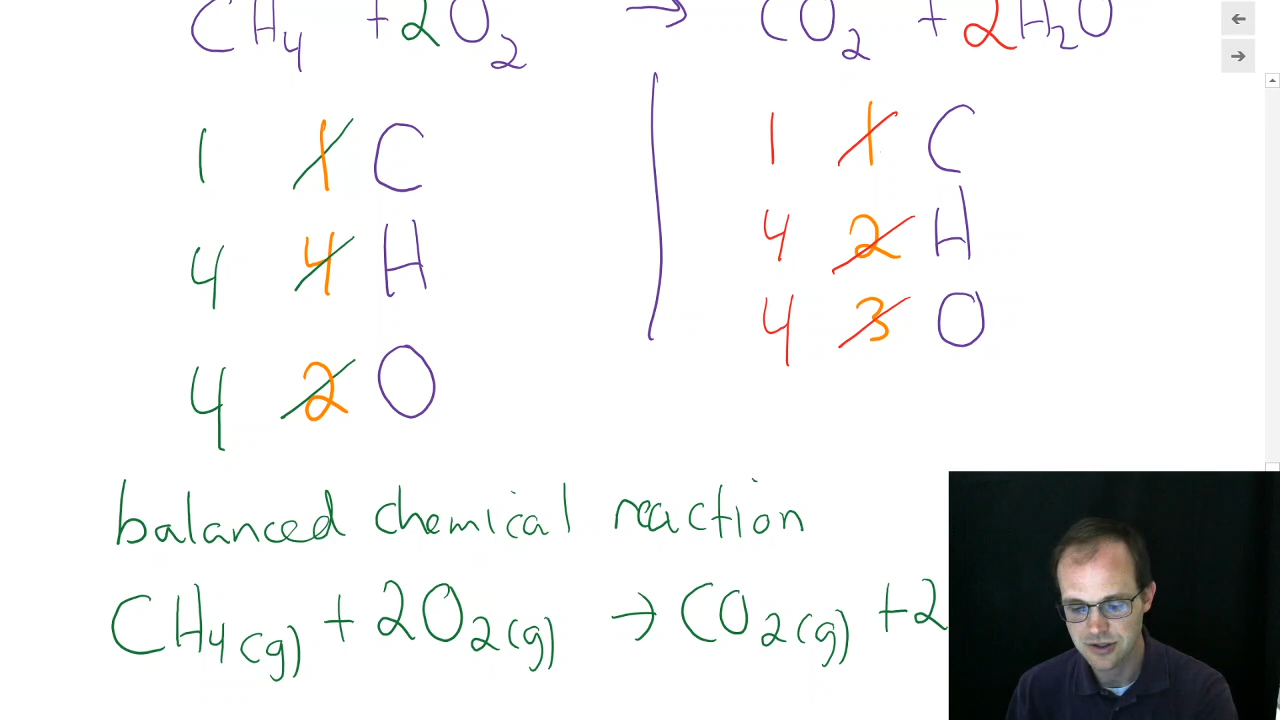 CH4 + 2O2 → CO2 + 2H2O
1 1 C 1 1 C
4 4 H 4 2 H
4 2 O 4 3 O
balanced chemical reaction
CH4(g) + 2O2(g) → CO2(g) + 2